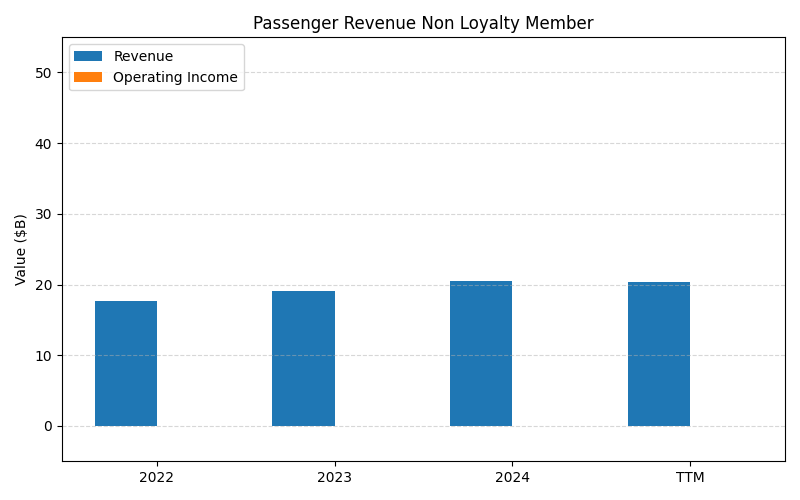 Passenger Revenue Non Loyalty Member
Revenue
Operating Income
Value ($B)
50
40
30
20
10
0
2022 2023 2024 TTM